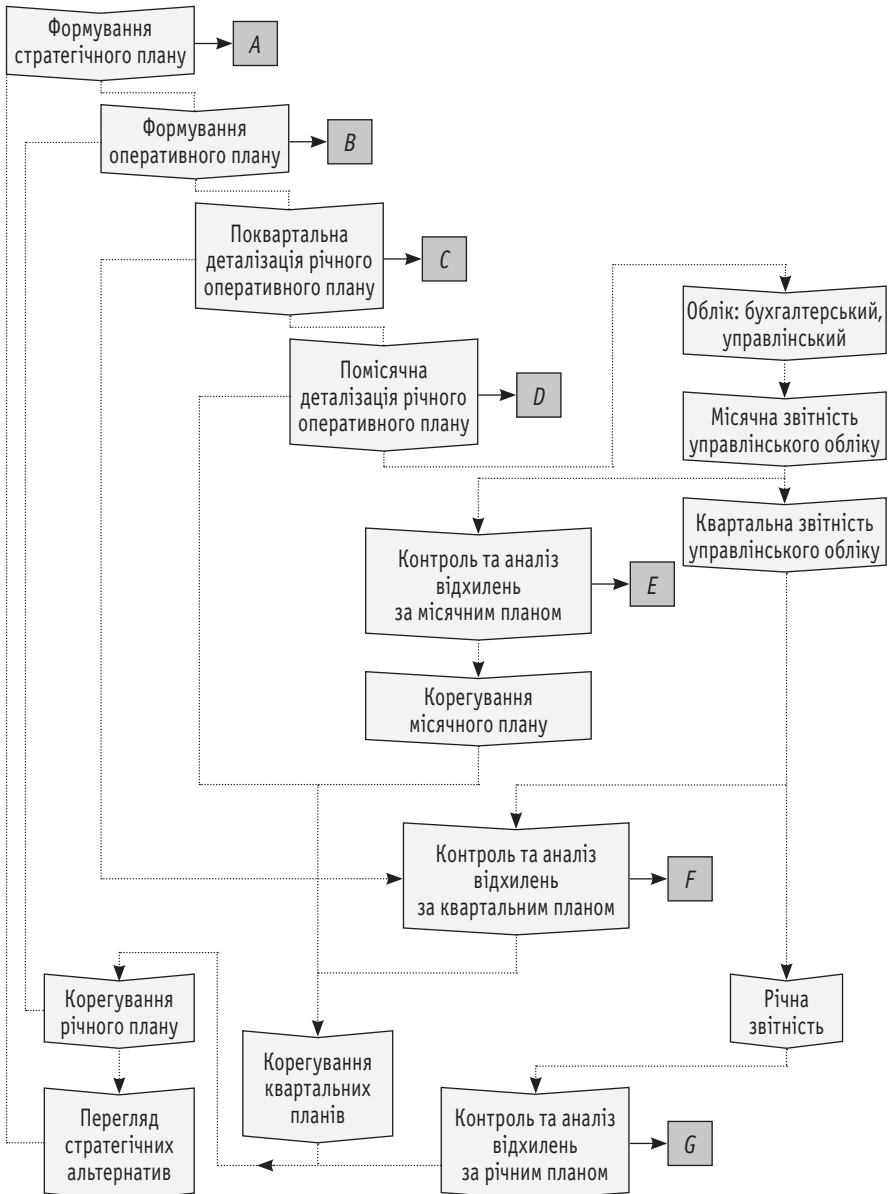 Формування
стратегічного плану
A
Формування
оперативного плану
B
Поквартальна
деталізація річного
оперативного плану
C
Облік: бухгалтерський,
управлінський
Помісячна
деталізація річного
оперативного плану
D
Місячна звітність
управлінського обліку
Квартальна звітність
управлінського обліку
Контроль та аналіз
відхилень
за місячним планом
E
Корегування
місячного плану
Контроль та аналіз
відхилень
за квартальним планом
F
Корегування
річного плану
Річна
звітність
Корегування
квартальних
планів
Перегляд
стратегічних
альтернатив
Контроль та аналіз
відхилень
за річним планом
G